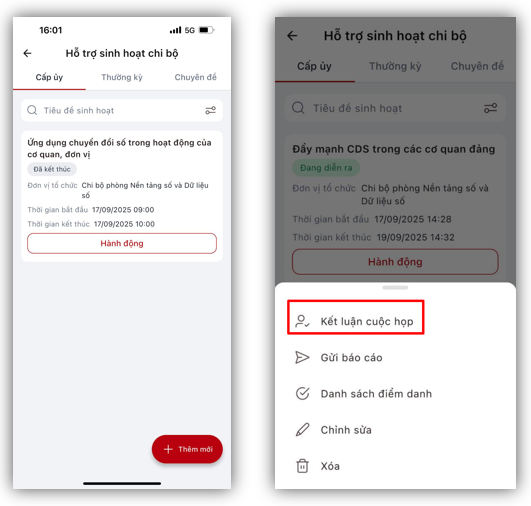 16:01
5G
Hỗ trợ sinh hoạt chi bộ
Cấp ủy
Thường kỳ
Chuyên đề
Tiêu đề sinh hoạt
Ứng dụng chuyển đổi số trong hoạt động của
cơ quan, đơn vị
Đã kết thúc
Đơn vị tổ chức Chi bộ phòng Nền tảng số và Dữ liệu
số
Thời gian bắt đầu 17/09/2025 09:00
Thời gian kết thúc 17/09/2025 10:00
Hành động
Thêm mới
Hỗ trợ sinh hoạt chi bộ
Cấp ủy
Thường kỳ
Chuyên đề
Tiêu đề sinh hoạt
Đẩy mạnh CDS trong các cơ quan đảng
Đang diễn ra
Đơn vị tổ chức Chi bộ phòng Nền tảng số và
Dữ liệu số
Thời gian bắt đầu 17/09/2025 14:28
Thời gian kết thúc 19/09/2025 14:32
Hành động
Kết luận cuộc họp
Gửi báo cáo
Danh sách điểm danh
Chỉnh sửa
Xóa